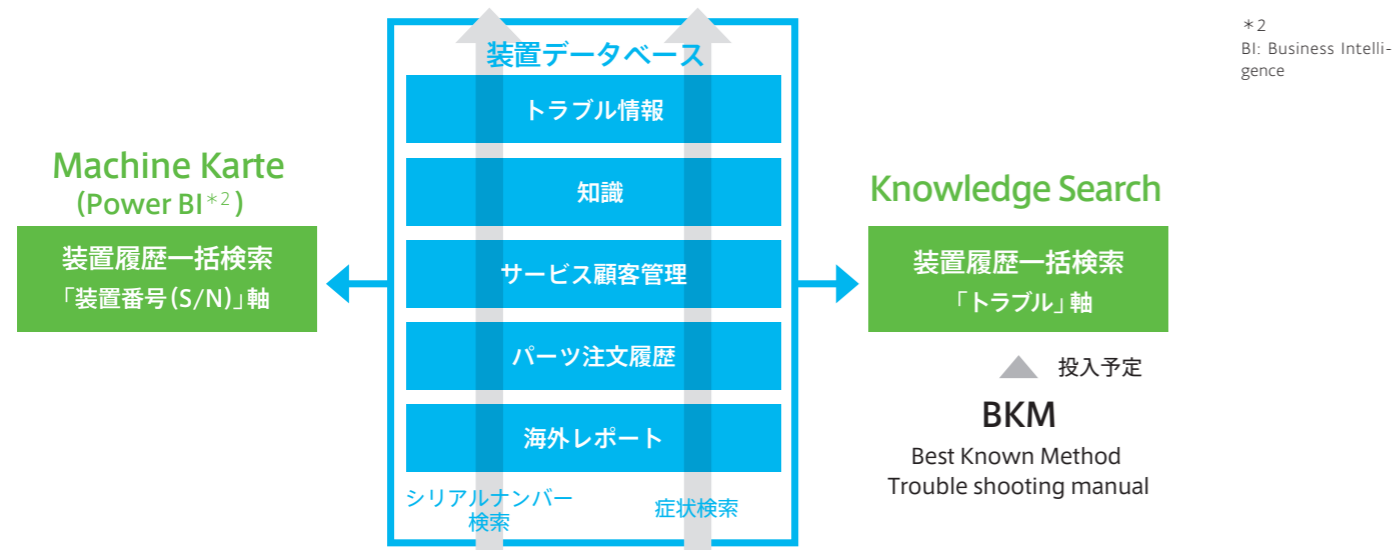 装置データベース
トラブル情報
知識
サービス顧客管理
パーツ注文履歴
海外レポート
シリアルナンバー
検索
症状検索
Machine Karte
(Power BI*2)
装置履歴一括検索
「装置番号(S/N)」軸
Knowledge Search
装置履歴一括検索
「トラブル」軸
投入予定
BKM
Best Known Method
Trouble shooting manual
*2
BI: Business Intelli-
gence